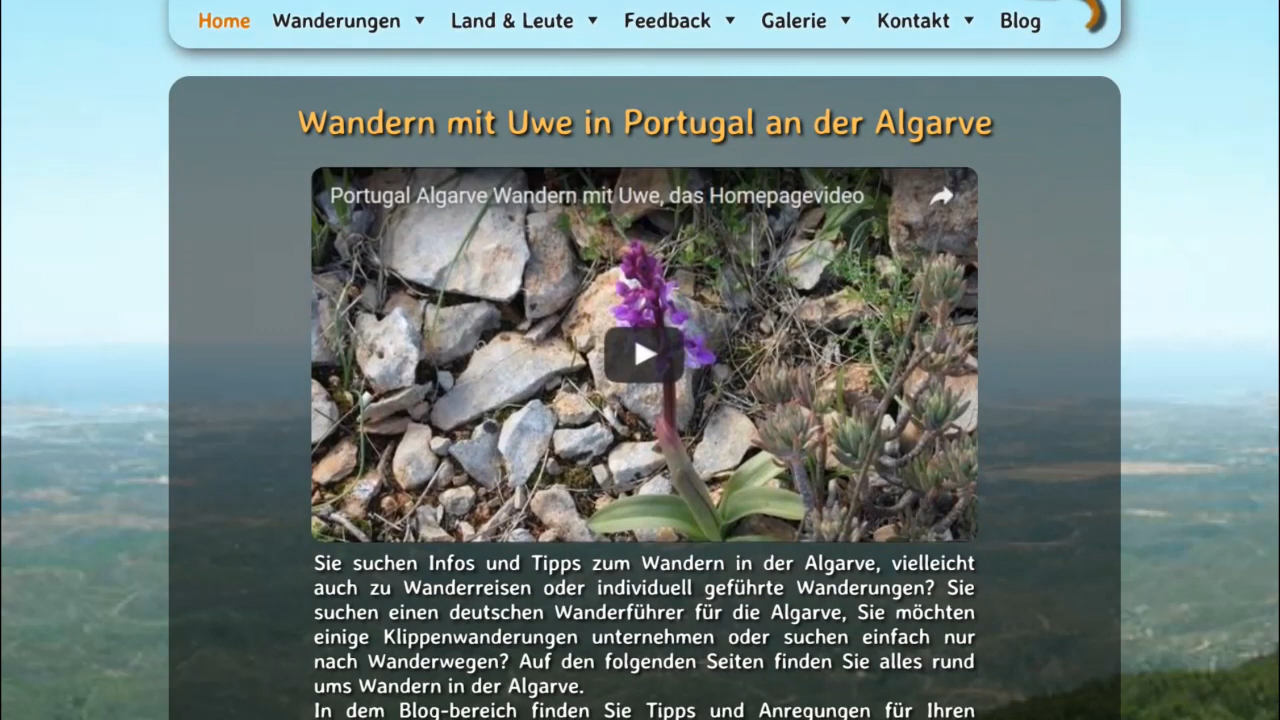 Home Wanderungen Land & Leute Feedback Galerie Kontakt Blog
Wandern mit Uwe in Portugal an der Algarve
Portugal Algarve Wandern mit Uwe, das Homepagevideo
Sie suchen Infos und Tipps zum Wandern in der Algarve, vielleicht
auch zu Wanderreisen oder individuell geführte Wanderungen? Sie
suchen einen deutschen Wanderführer für die Algarve, Sie möchten
einige Klippenwanderungen unternehmen oder suchen einfach nur
nach Wanderwegen? Auf den folgenden Seiten finden Sie alles rund
ums Wandern in der Algarve.
In dem Blog-bereich finden Sie Tipps und Anregungen für Ihren